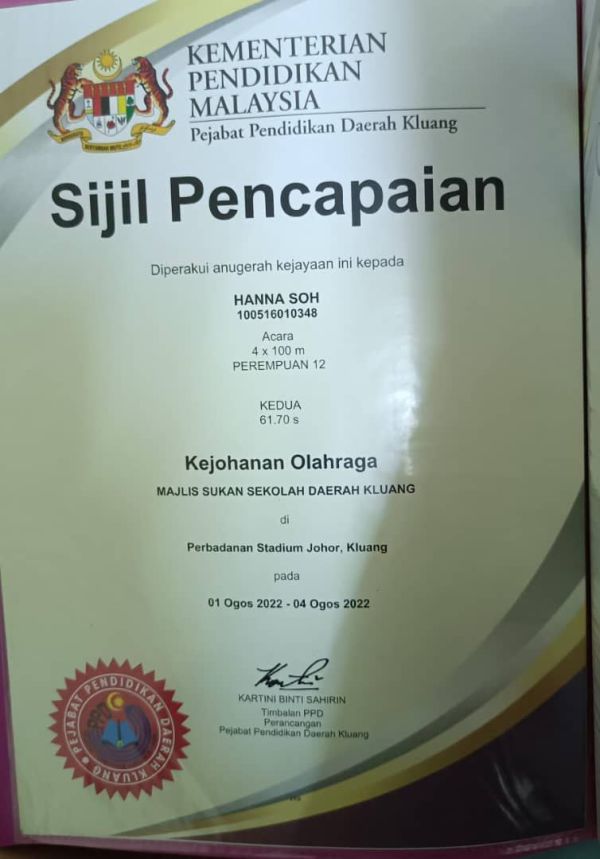 KEMENTERIAN
PENDIDIKAN
MALAYSIA
Pejabat Pendidikan Daerah Kluang
Sijil Pencapaian
Diperakui anugerah kejayaan ini kepada
HANNA SOH
100516010348
Acara
4 x 100 m
PEREMPUAN 12
KEDUA
61.70 s
Kejohanan Olahraga
MAJLIS SUKAN SEKOLAH DAERAH KLUANG
di
Perbadanan Stadium Johor, Kluang
pada
01 Ogos 2022 - 04 Ogos 2022
KARTINI BINTI SAHIRIN
Timbalan PPD
Perancangan
Pejabat Pendidikan Daerah Kluang
PEJABAT PENDIDIKAN DAERAH KLUANG